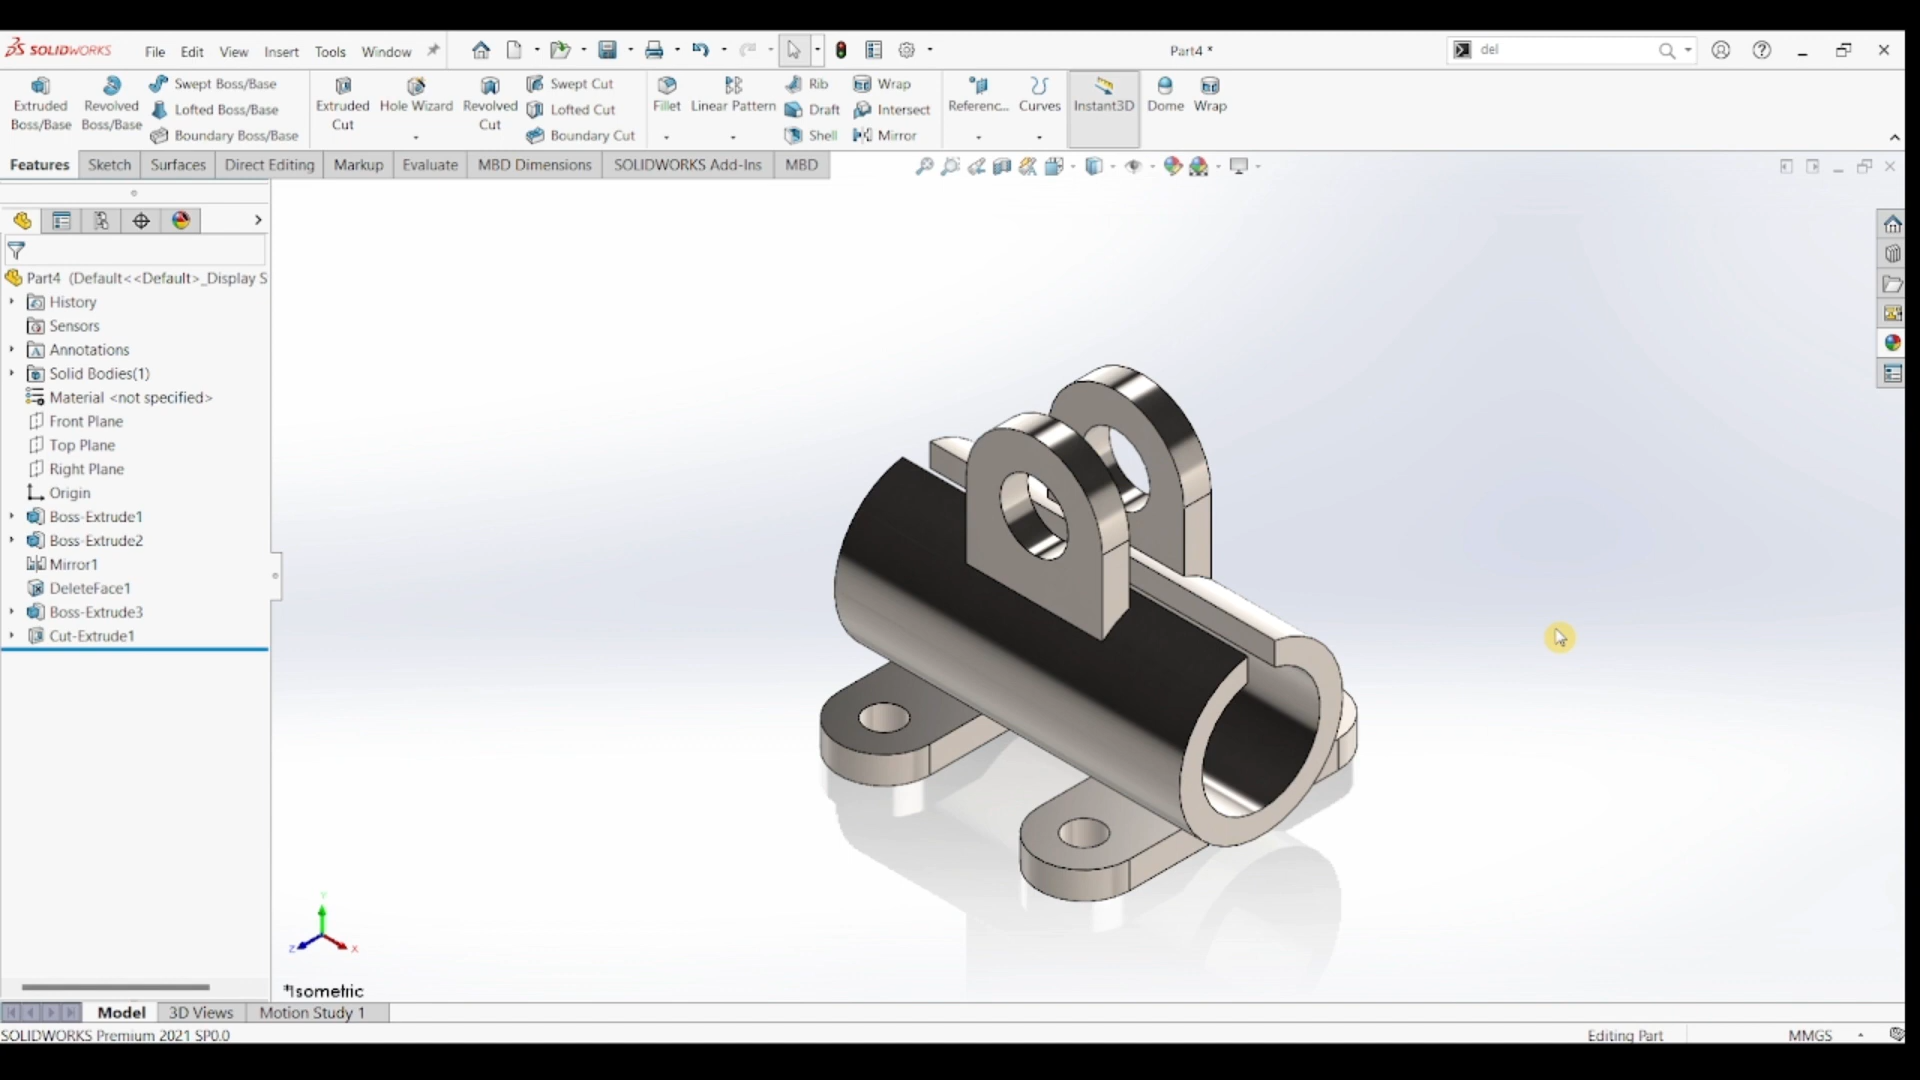 SOLIDWORKS File Edit View Insert Tools Window Part4 * del
Extruded Boss/Base
Revolved Boss/Base
Swept Boss/Base
Lofted Boss/Base
Boundary Boss/Base
Extruded Cut
Hole Wizard
Revolved Cut
Swept Cut
Lofted Cut
Boundary Cut
Fillet
Linear Pattern
Rib
Draft
Shell
Wrap
Intersect
Mirror
Referenc...
Curves
Instant3D
Dome
Wrap
Features Sketch Surfaces Direct Editing Markup Evaluate MBD Dimensions SOLIDWORKS Add-Ins MBD
Part4 (Default<<Default>_Display S
History
Sensors
Annotations
Solid Bodies(1)
Material <not specified>
Front Plane
Top Plane
Right Plane
Origin
Boss-Extrude1
Boss-Extrude2
Mirror1
DeleteFace1
Boss-Extrude3
Cut-Extrude1
Y
Z
X
*Isometric
Model 3D Views Motion Study 1
SOLIDWORKS Premium 2021 SP0.0 Editing Part MMGS